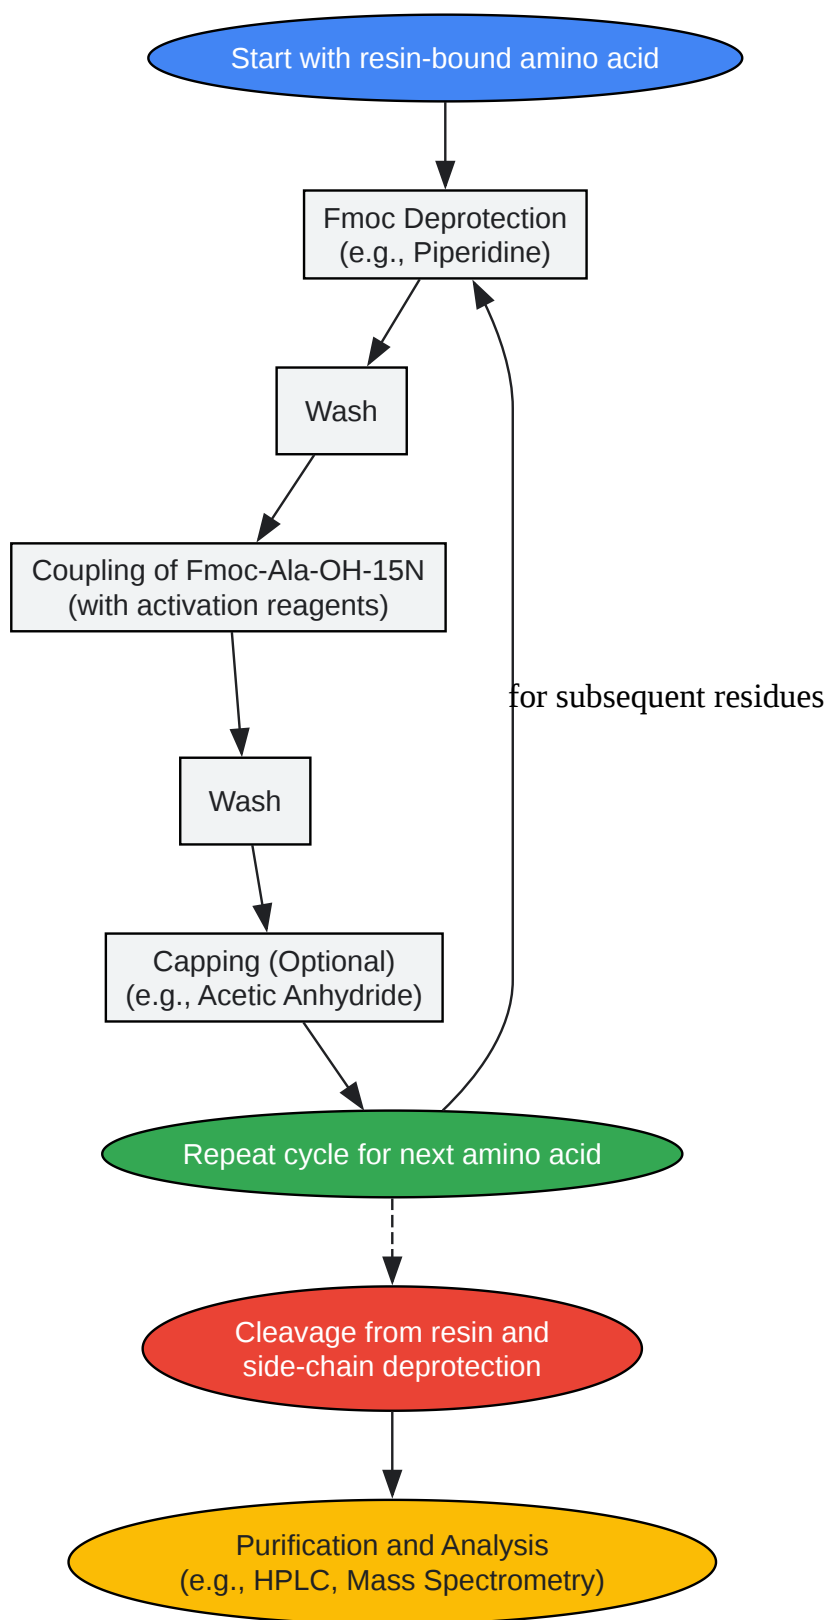 Start with resin-bound amino acid
Fmoc Deprotection
(e.g., Piperidine)
Wash
Coupling of Fmoc-Ala-OH-15N
(with activation reagents)
for subsequent residues
Wash
Capping (Optional)
(e.g., Acetic Anhydride)
Repeat cycle for next amino acid
Cleavage from resin and
side-chain deprotection
Purification and Analysis
(e.g., HPLC, Mass Spectrometry)